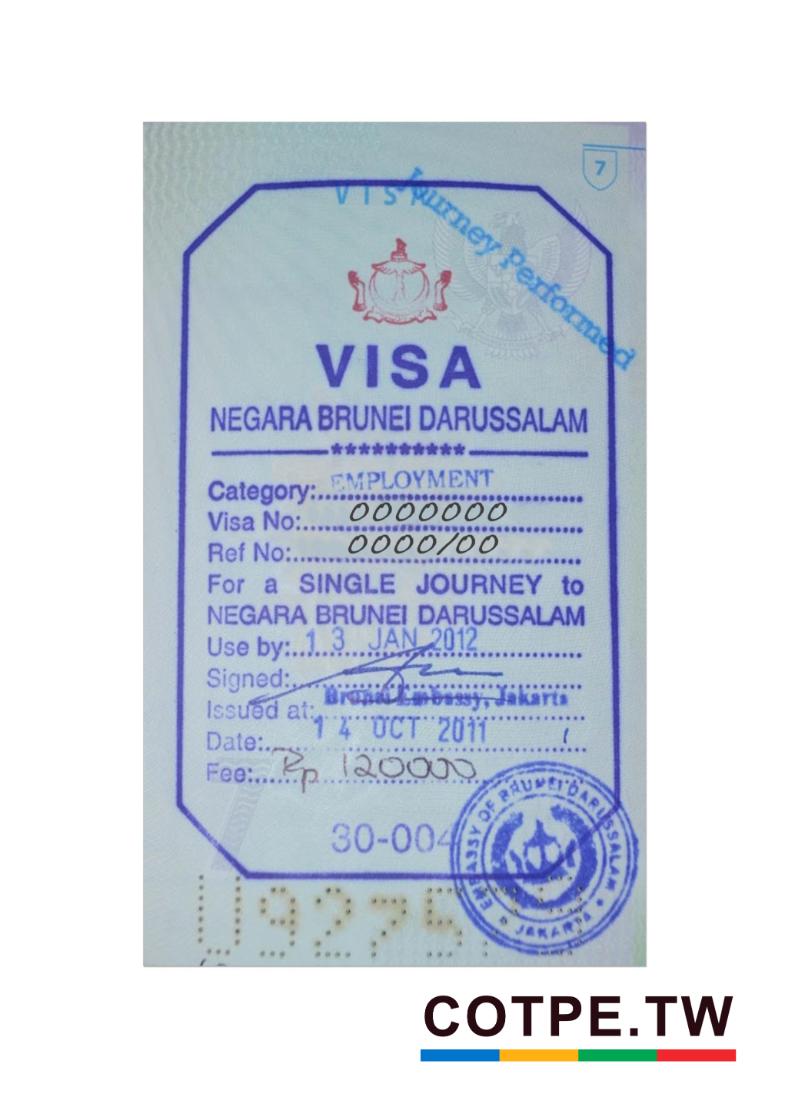 7
VISA
Journey Performed
VISA
NEGARA BRUNEI DARUSSALAM
**********
Category:EMPLOYMENT
Visa No:0000000
Ref No:0000/00
For a SINGLE JOURNEY to
NEGARA BRUNEI DARUSSALAM
Use by:13 JAN 2012
Signed:
Issued at:Brunei Embassy, Jakarta
Date:14 OCT 2011
Fee:Rp 120000
30-004
EMBASSY OF BRUNEI DARUSSALAM
JAKARTA
COTPE.TW